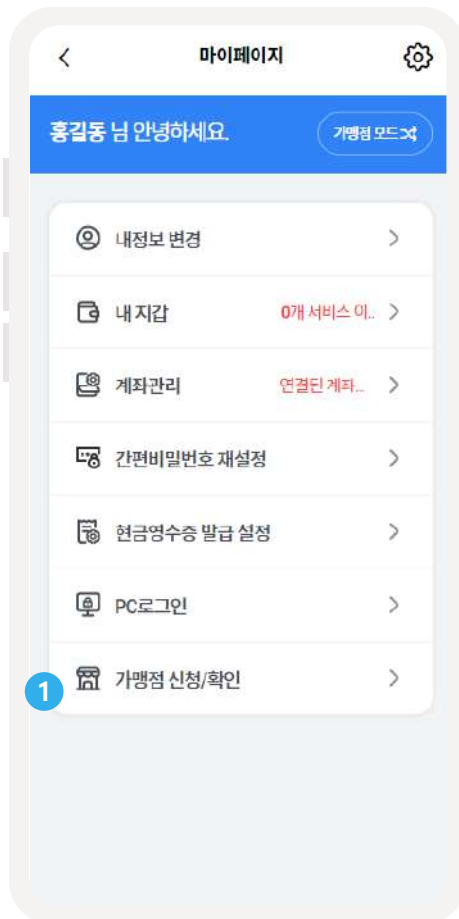 마이페이지
홍길동 님 안녕하세요.
가맹점 모드
내정보 변경
내 지갑
0개 서비스 이..
계좌관리
연결된 계좌...
간편비밀번호 재설정
현금영수증 발급 설정
PC로그인
1
가맹점 신청/확인